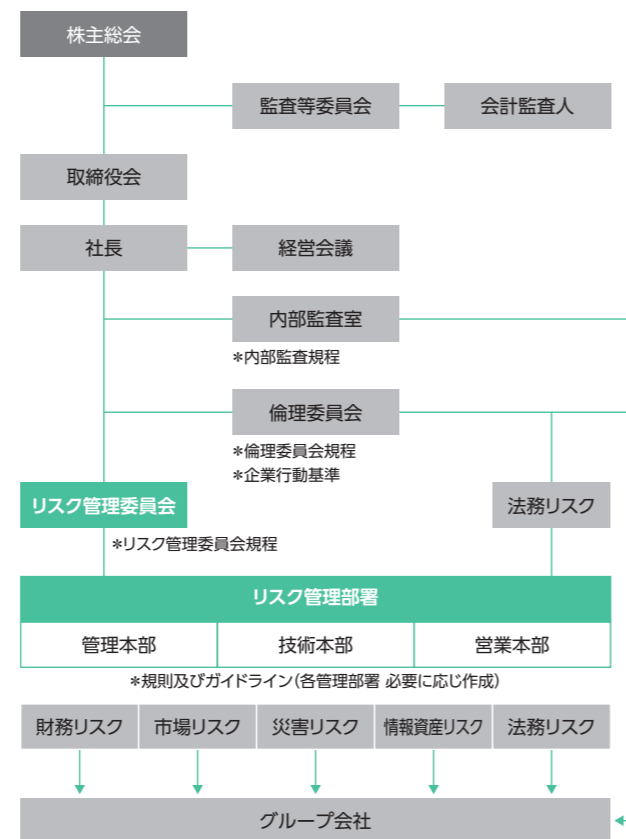 株主総会
監査等委員会
会計監査人
取締役会
社長
経営会議
内部監査室
*内部監査規程
倫理委員会
*倫理委員会規程
*企業行動基準
リスク管理委員会
法務リスク
*リスク管理委員会規程
リスク管理部署
管理本部
技術本部
営業本部
*規則及びガイドライン(各管理部署 必要に応じ作成)
財務リスク
市場リスク
災害リスク
情報資産リスク
法務リスク
グループ会社